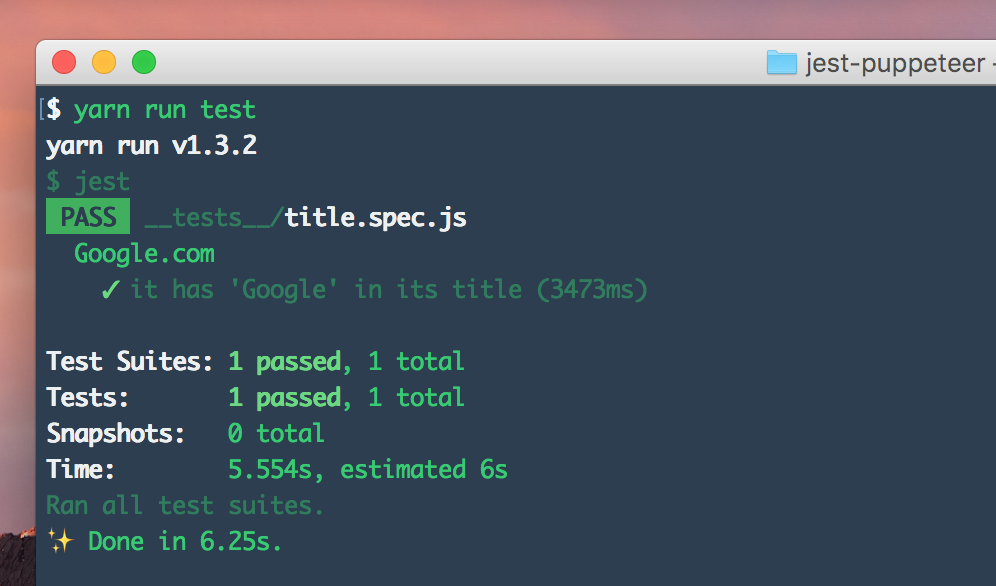 jest-puppeteer
[$ yarn run test
yarn run v1.3.2
$ jest
PASS __tests__/title.spec.js
Google.com
✓ it has 'Google' in its title (3473ms)
Test Suites: 1 passed, 1 total
Tests: 1 passed, 1 total
Snapshots: 0 total
Time: 5.554s, estimated 6s
Ran all test suites.
✨ Done in 6.25s.